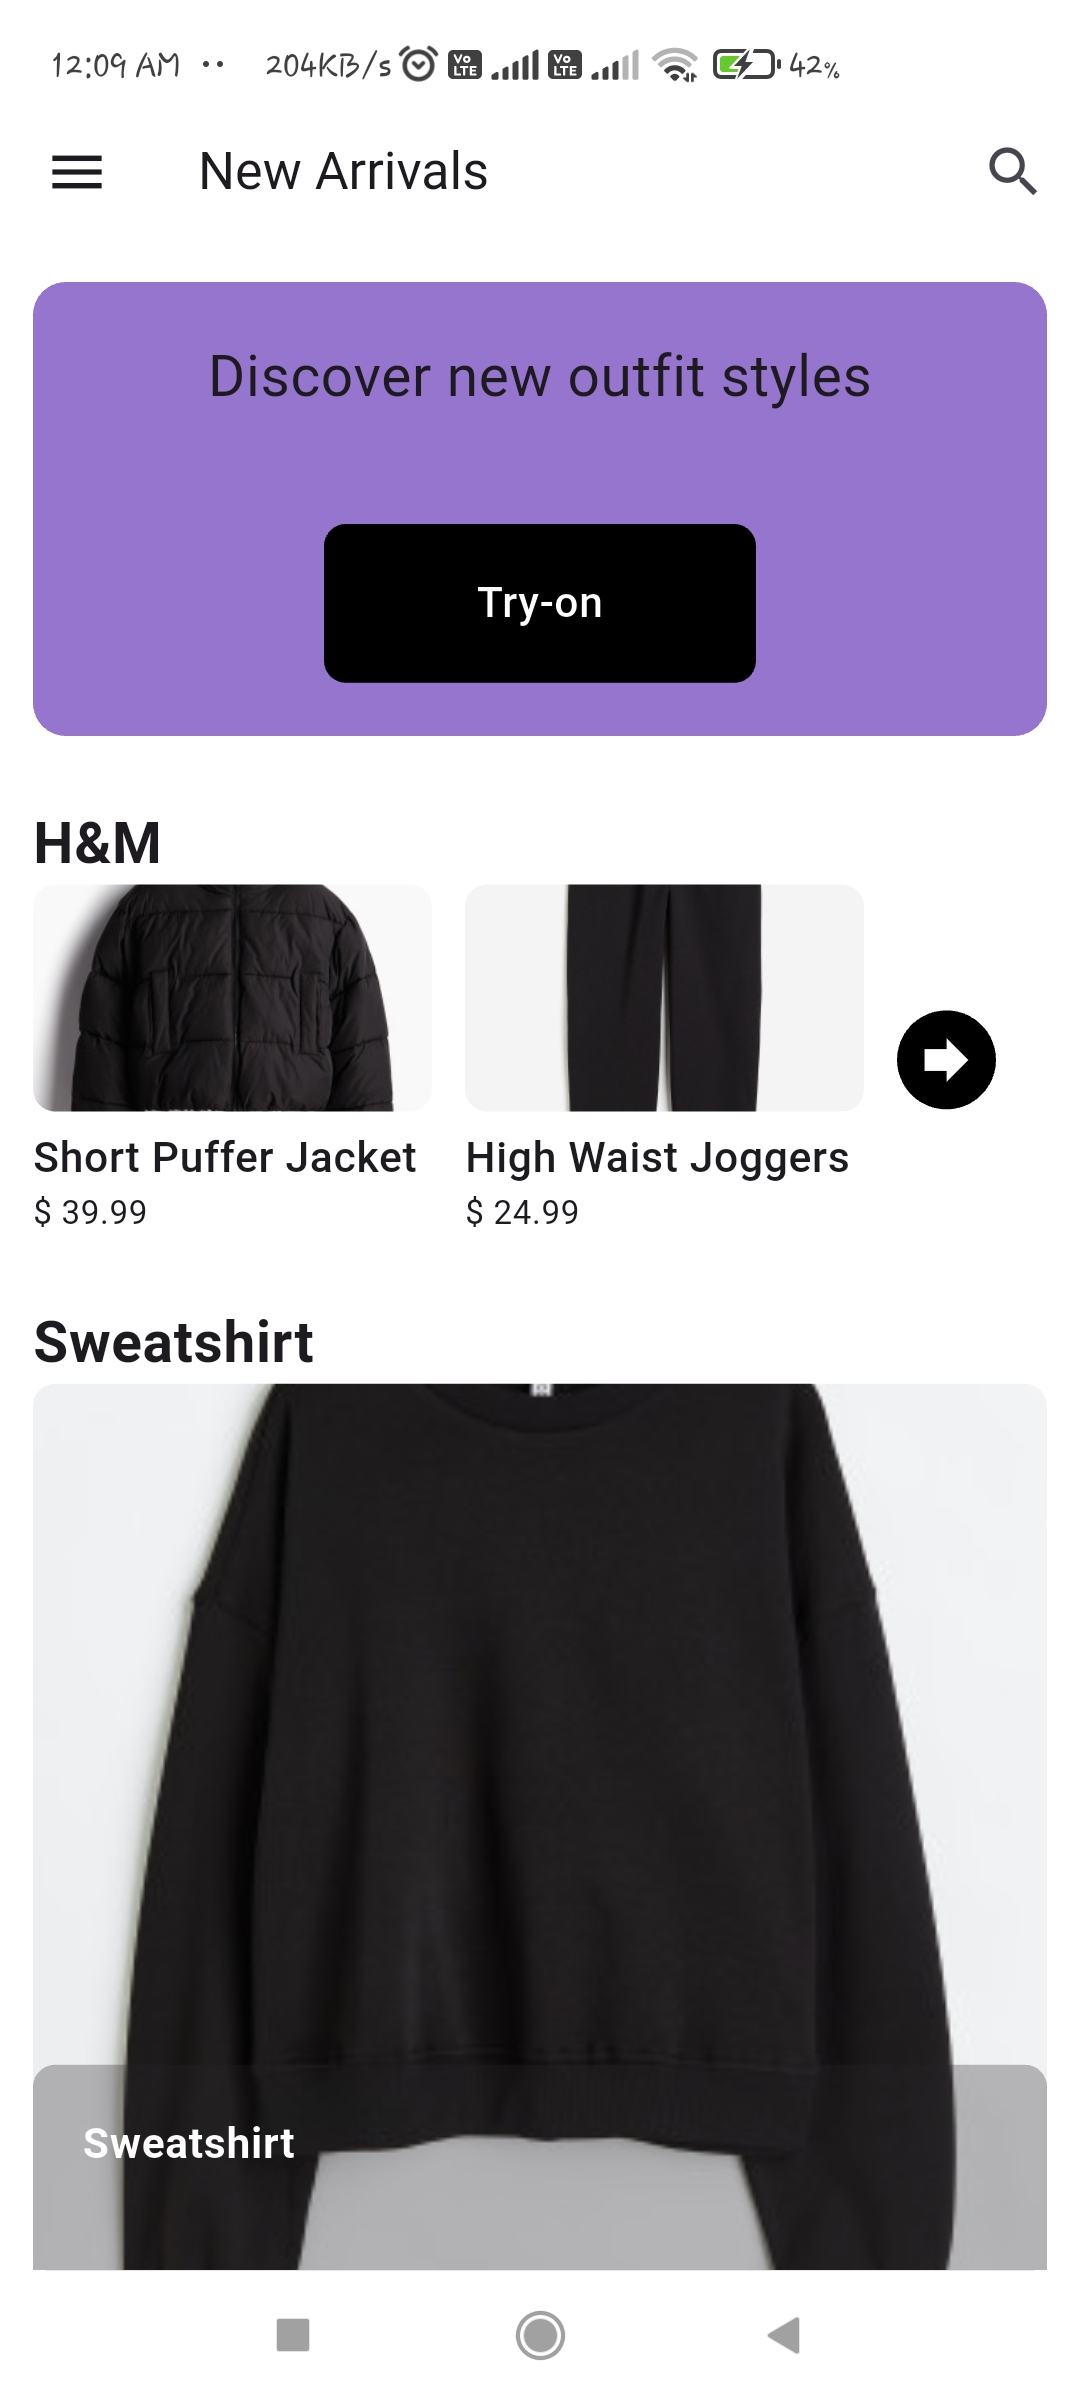 12:09 AM •• 204KB/s Vo LTE Vo LTE 42%
New Arrivals
Discover new outfit styles
Try-on
H&M
Short Puffer Jacket
$ 39.99
High Waist Joggers
$ 24.99
Sweatshirt
Sweatshirt